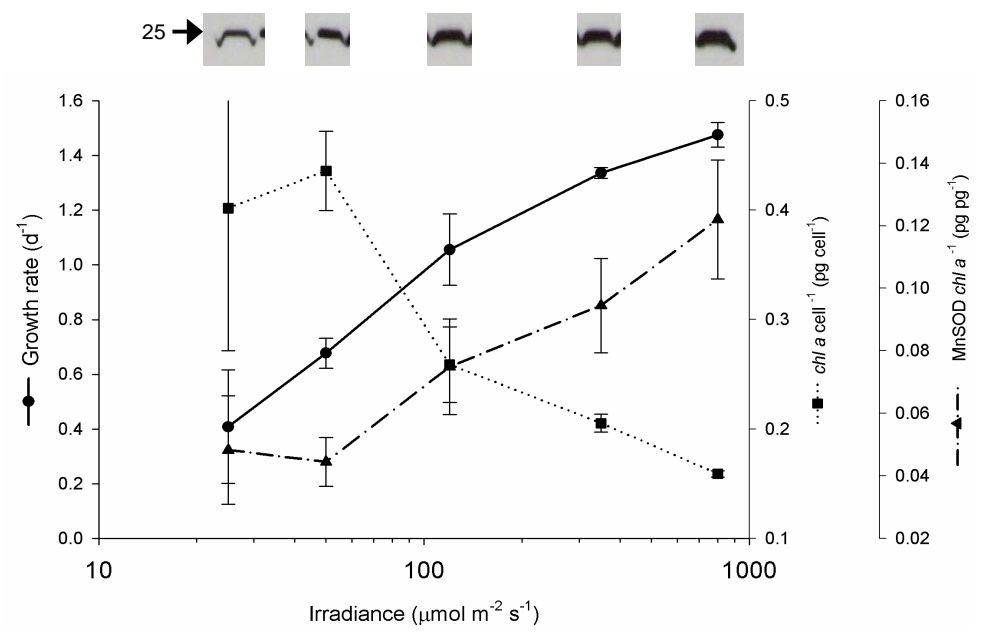 25
1.6 0.5 0.16
1.4 0.14
1.2 0.4 0.12
1.0 0.10
0.8 0.3 0.08
0.6 0.06
0.4 0.2 0.04
0.2
0.0 0.1 0.02
10 100 1000
Irradiance (μmol m⁻² s⁻¹)
Growth rate (d⁻¹)
chl a cell⁻¹ (pg cell⁻¹)
MnSOD chl a⁻¹ (pg pg⁻¹)